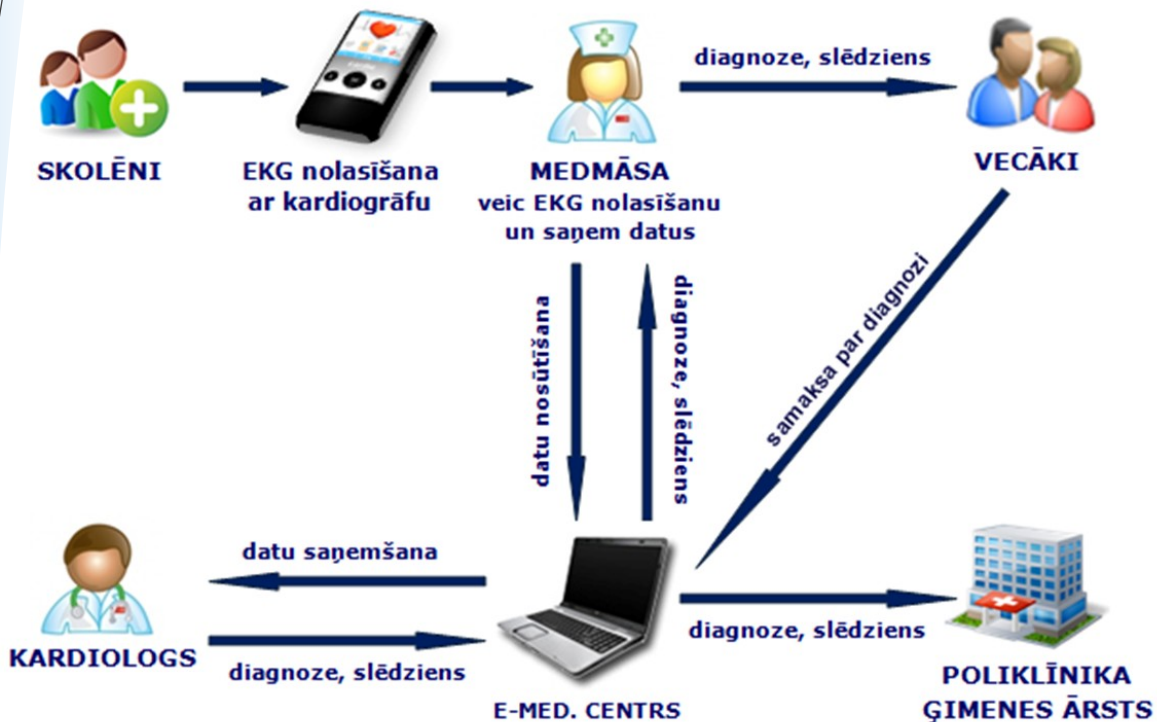 diagnoze, slēdziens
SKOLĒNI
EKG nolasīšana
ar kardiogrāfu
MEDMĀSA
veic EKG nolasīšanu
un saņem datus
VECĀKI
datu nosūtīšana
diagnoze, slēdziens
samaksa par diagnozi
datu saņemšana
KARDIOLOGS
diagnoze, slēdziens
E-MED. CENTRS
diagnoze, slēdziens
POLIKLĪNIKA
ĢIMENES ĀRSTS